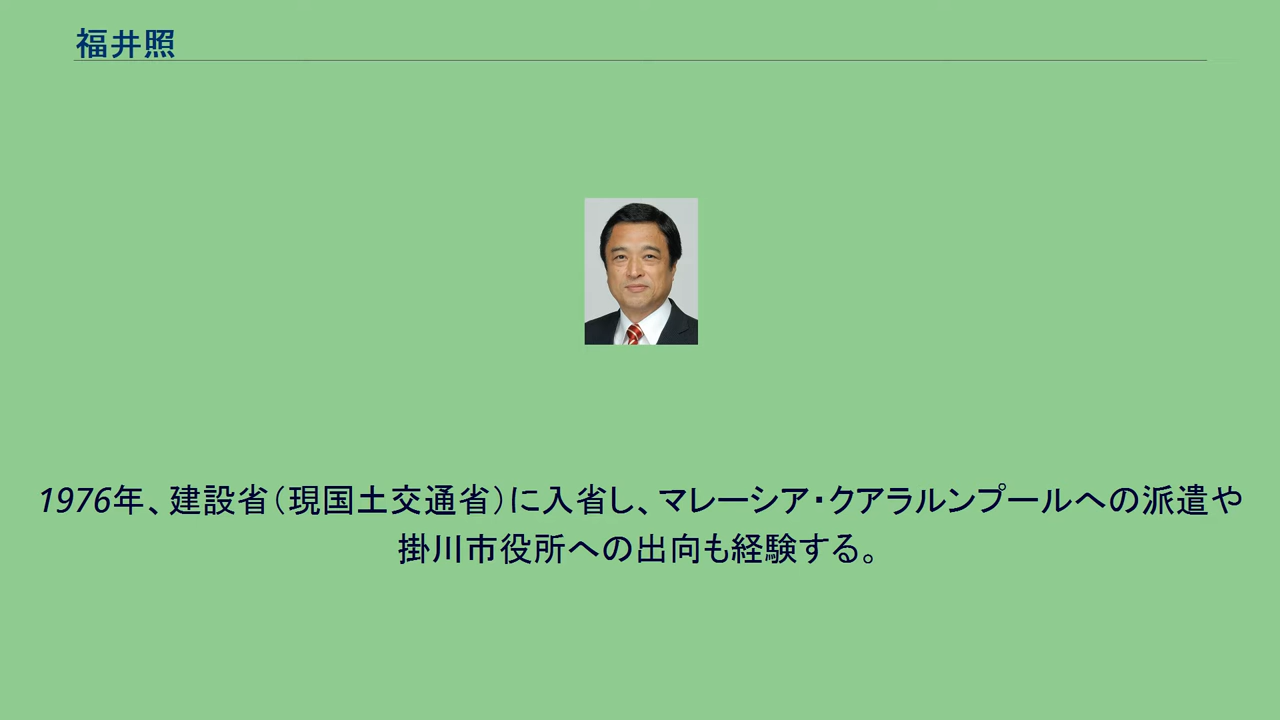 福井照
1976年、建設省（現国土交通省）に入省し、マレーシア・クアラルンプールへの派遣や
掛川市役所への出向も経験する。